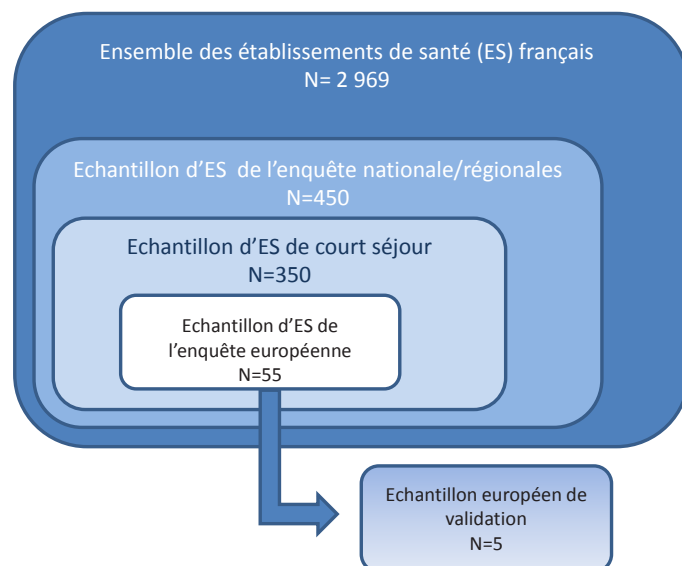 Ensemble des établissements de santé (ES) français
N= 2 969
Echantillon d'ES de l'enquête nationale/régionales
N=450
Echantillon d'ES de court séjour
N=350
Echantillon d'ES de
l'enquête européenne
N=55
Echantillon européen de
validation
N=5